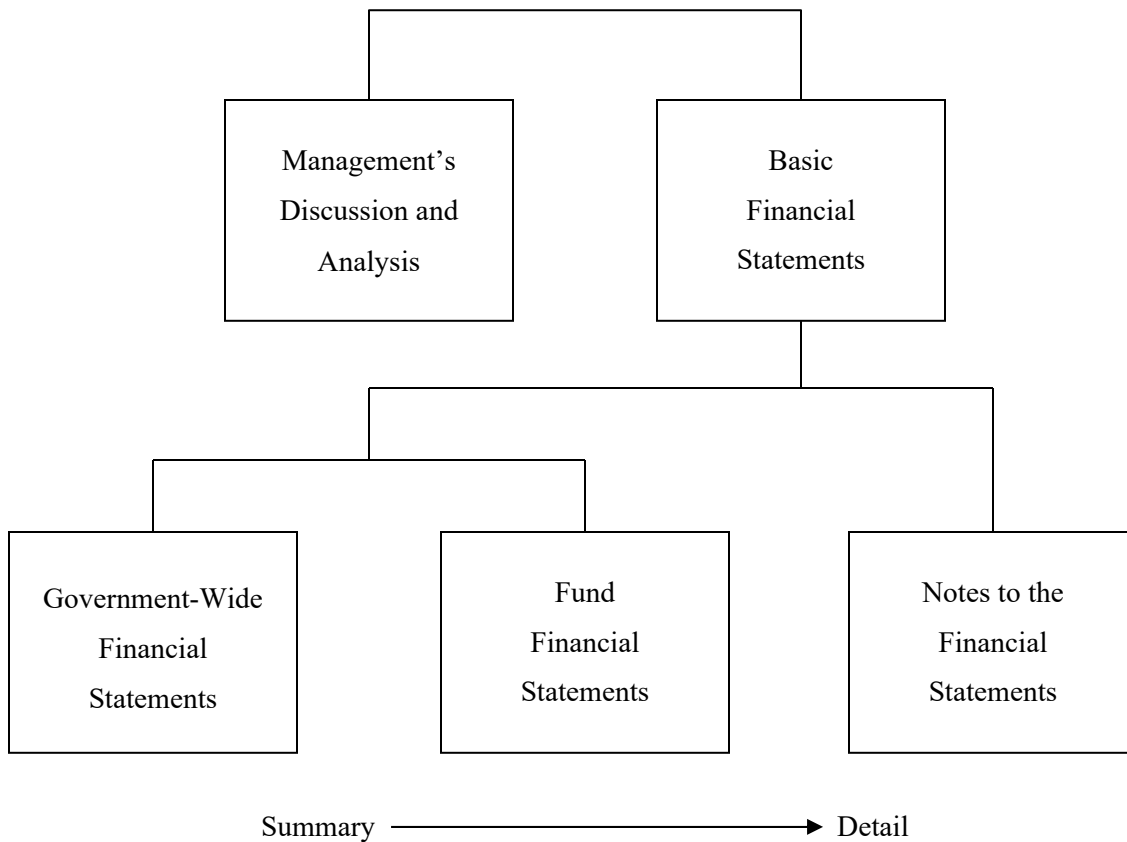 Management’s
Discussion and
Analysis
Basic
Financial
Statements
Government-Wide
Financial
Statements
Fund
Financial
Statements
Notes to the
Financial
Statements
Summary
Detail